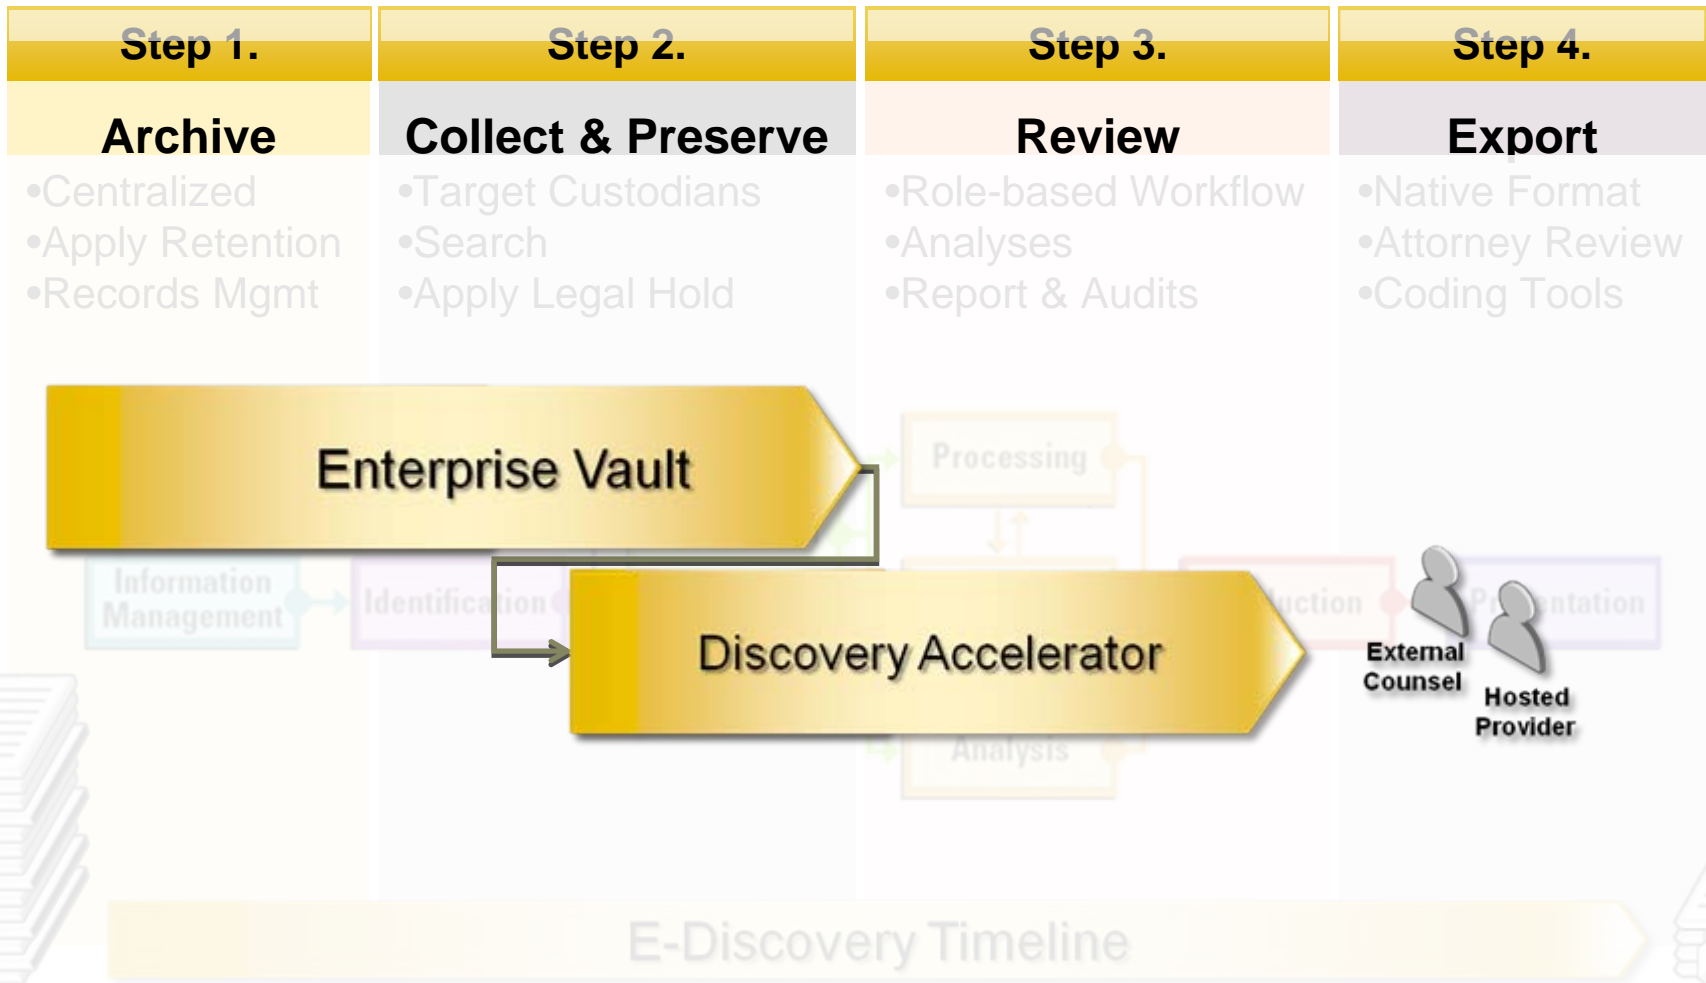 Step 1.
Step 2.
Step 3.
Step 4.
Archive
Collect & Preserve
Review
Export
•Centralized
•Apply Retention
•Records Mgmt
•Target Custodians
•Search
•Apply Legal Hold
•Role-based Workflow
•Analyses
•Report & Audits
•Native Format
•Attorney Review
•Coding Tools
Enterprise Vault
Processing
Information
Management
Identification
Discovery Accelerator
uction
External
Counsel
Hosted
Provider
Analysis
E-Discovery Timeline